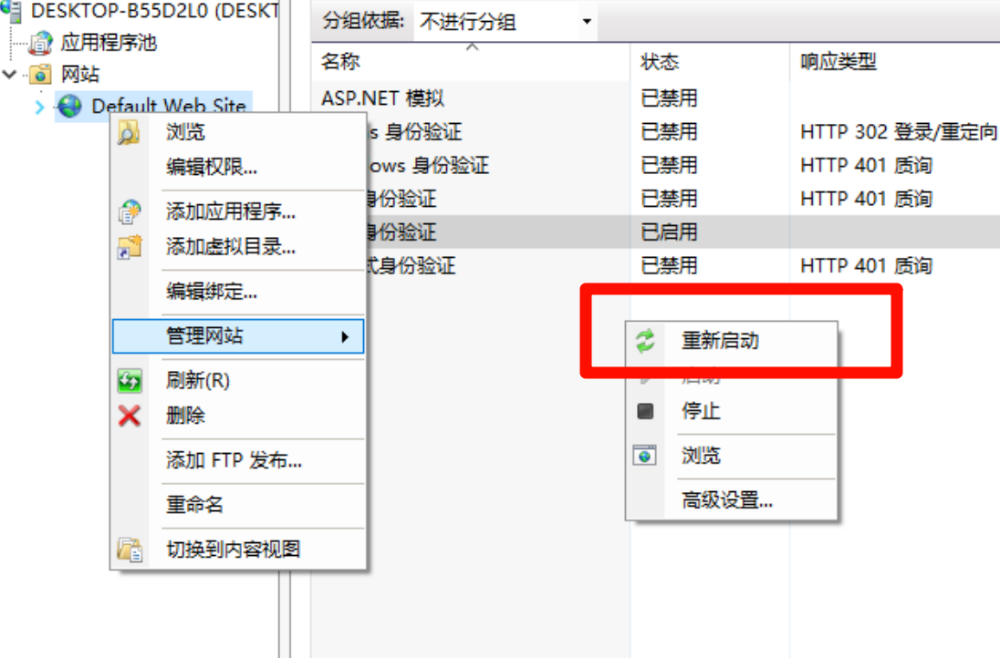 DESKTOP-B55D2L0 (DESKT
应用程序池
网站
Default Web Site
浏览
编辑权限...
添加应用程序...
添加虚拟目录...
编辑绑定...
管理网站
刷新(R)
删除
添加 FTP 发布...
重命名
切换到内容视图
分组依据: 不进行分组
名称 状态 响应类型
ASP.NET 模拟 已禁用
s 身份验证 已禁用 HTTP 302 登录/重定向
ows 身份验证 已禁用 HTTP 401 质询
身份验证 已禁用 HTTP 401 质询
身份验证 已启用
式身份验证 已禁用 HTTP 401 质询
重新启动
启动
停止
浏览
高级设置...